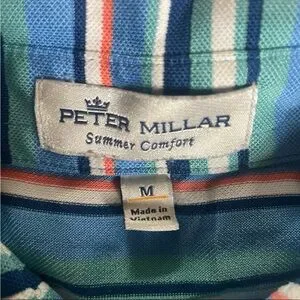 PETER MILLAR
Summer Comfort
M
Made in
Vietnam